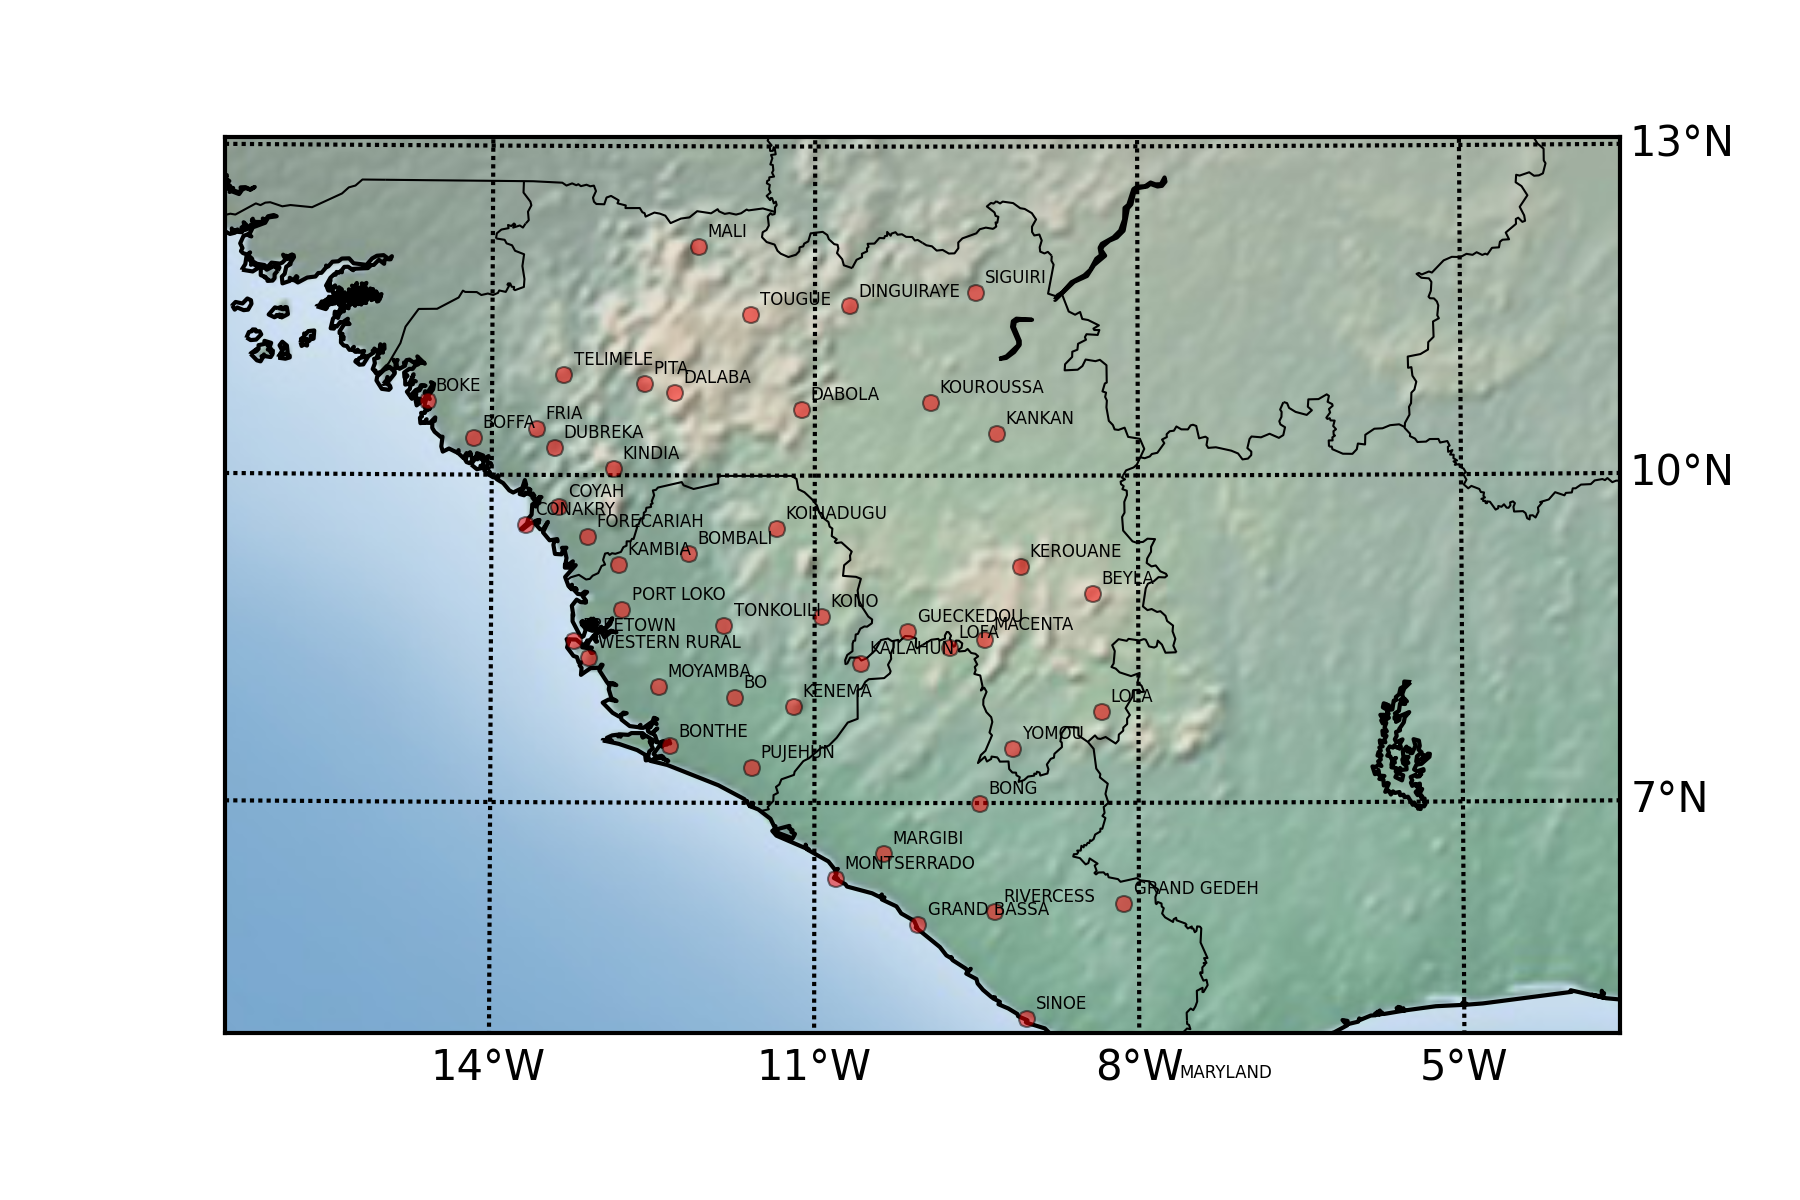 13°N
MALI
SIGUIRI
DINGUIRAYE
TOUGUE
TELIMELE
PITA
DALABA
BOKE
KOUROUSSA
DABOLA
FRIA
KANKAN
BOFFA
DUBREKA
KINDIA
10°N
COYAH
CONAKRY
KOINADUGU
FORECARIAH
BOMBALI
KAMBIA
KEROUANE
BEYLA
PORT LOKO
KONO
TONKOLILI
GUECKEDOU
MACENTA
LOFA
WESTERN RURAL
KAILAHUN
MOYAMBA
BO
KENEMA
LOLA
BONTHE
YOMOU
PUJEHUN
BONG
7°N
MARGIBI
MONTSERRADO
GRAND GEDEH
RIVERCESS
GRAND BASSA
SINOE
14°W
11°W
8°W
5°W
MARYLAND